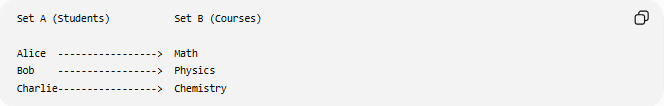 Set A (Students)          Set B (Courses)
Alice  ----------------->  Math
Bob    ----------------->  Physics
Charlie----------------->  Chemistry